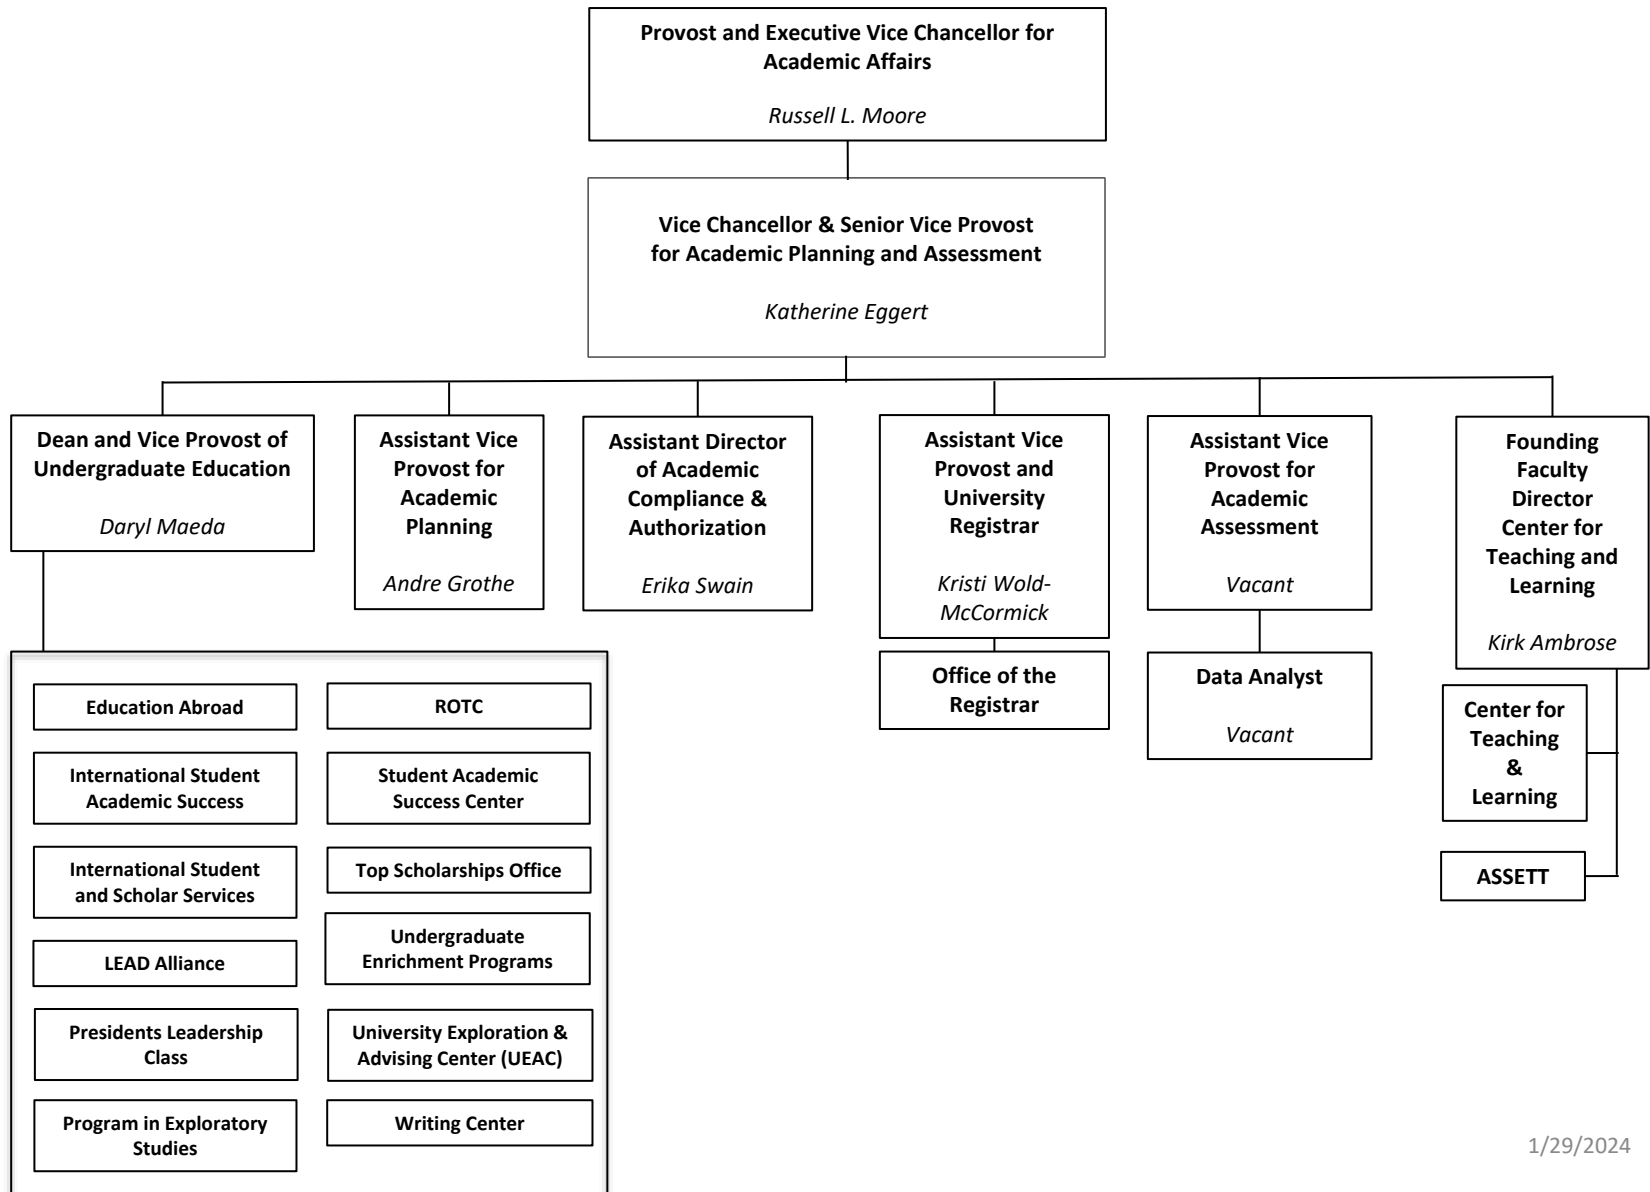 Provost and Executive Vice Chancellor for
Academic Affairs
Russell L. Moore
Vice Chancellor & Senior Vice Provost
for Academic Planning and Assessment
Katherine Eggert
Dean and Vice Provost of
Undergraduate Education
Daryl Maeda
Assistant Vice
Provost for
Academic
Planning
Andre Grothe
Assistant Director
of Academic
Compliance &
Authorization
Erika Swain
Assistant Vice
Provost and
University
Registrar
Kristi Wold-
McCormick
Assistant Vice
Provost for
Academic
Assessment
Vacant
Founding
Faculty
Director
Center for
Teaching and
Learning
Kirk Ambrose
Education Abroad
International Student
Academic Success
International Student
and Scholar Services
LEAD Alliance
Presidents Leadership
Class
Program in Exploratory
Studies
ROTC
Student Academic
Success Center
Top Scholarships Office
Undergraduate
Enrichment Programs
University Exploration &
Advising Center (UEAC)
Writing Center
Office of the
Registrar
Data Analyst
Vacant
Center for
Teaching
&
Learning
ASSETT
1/29/2024